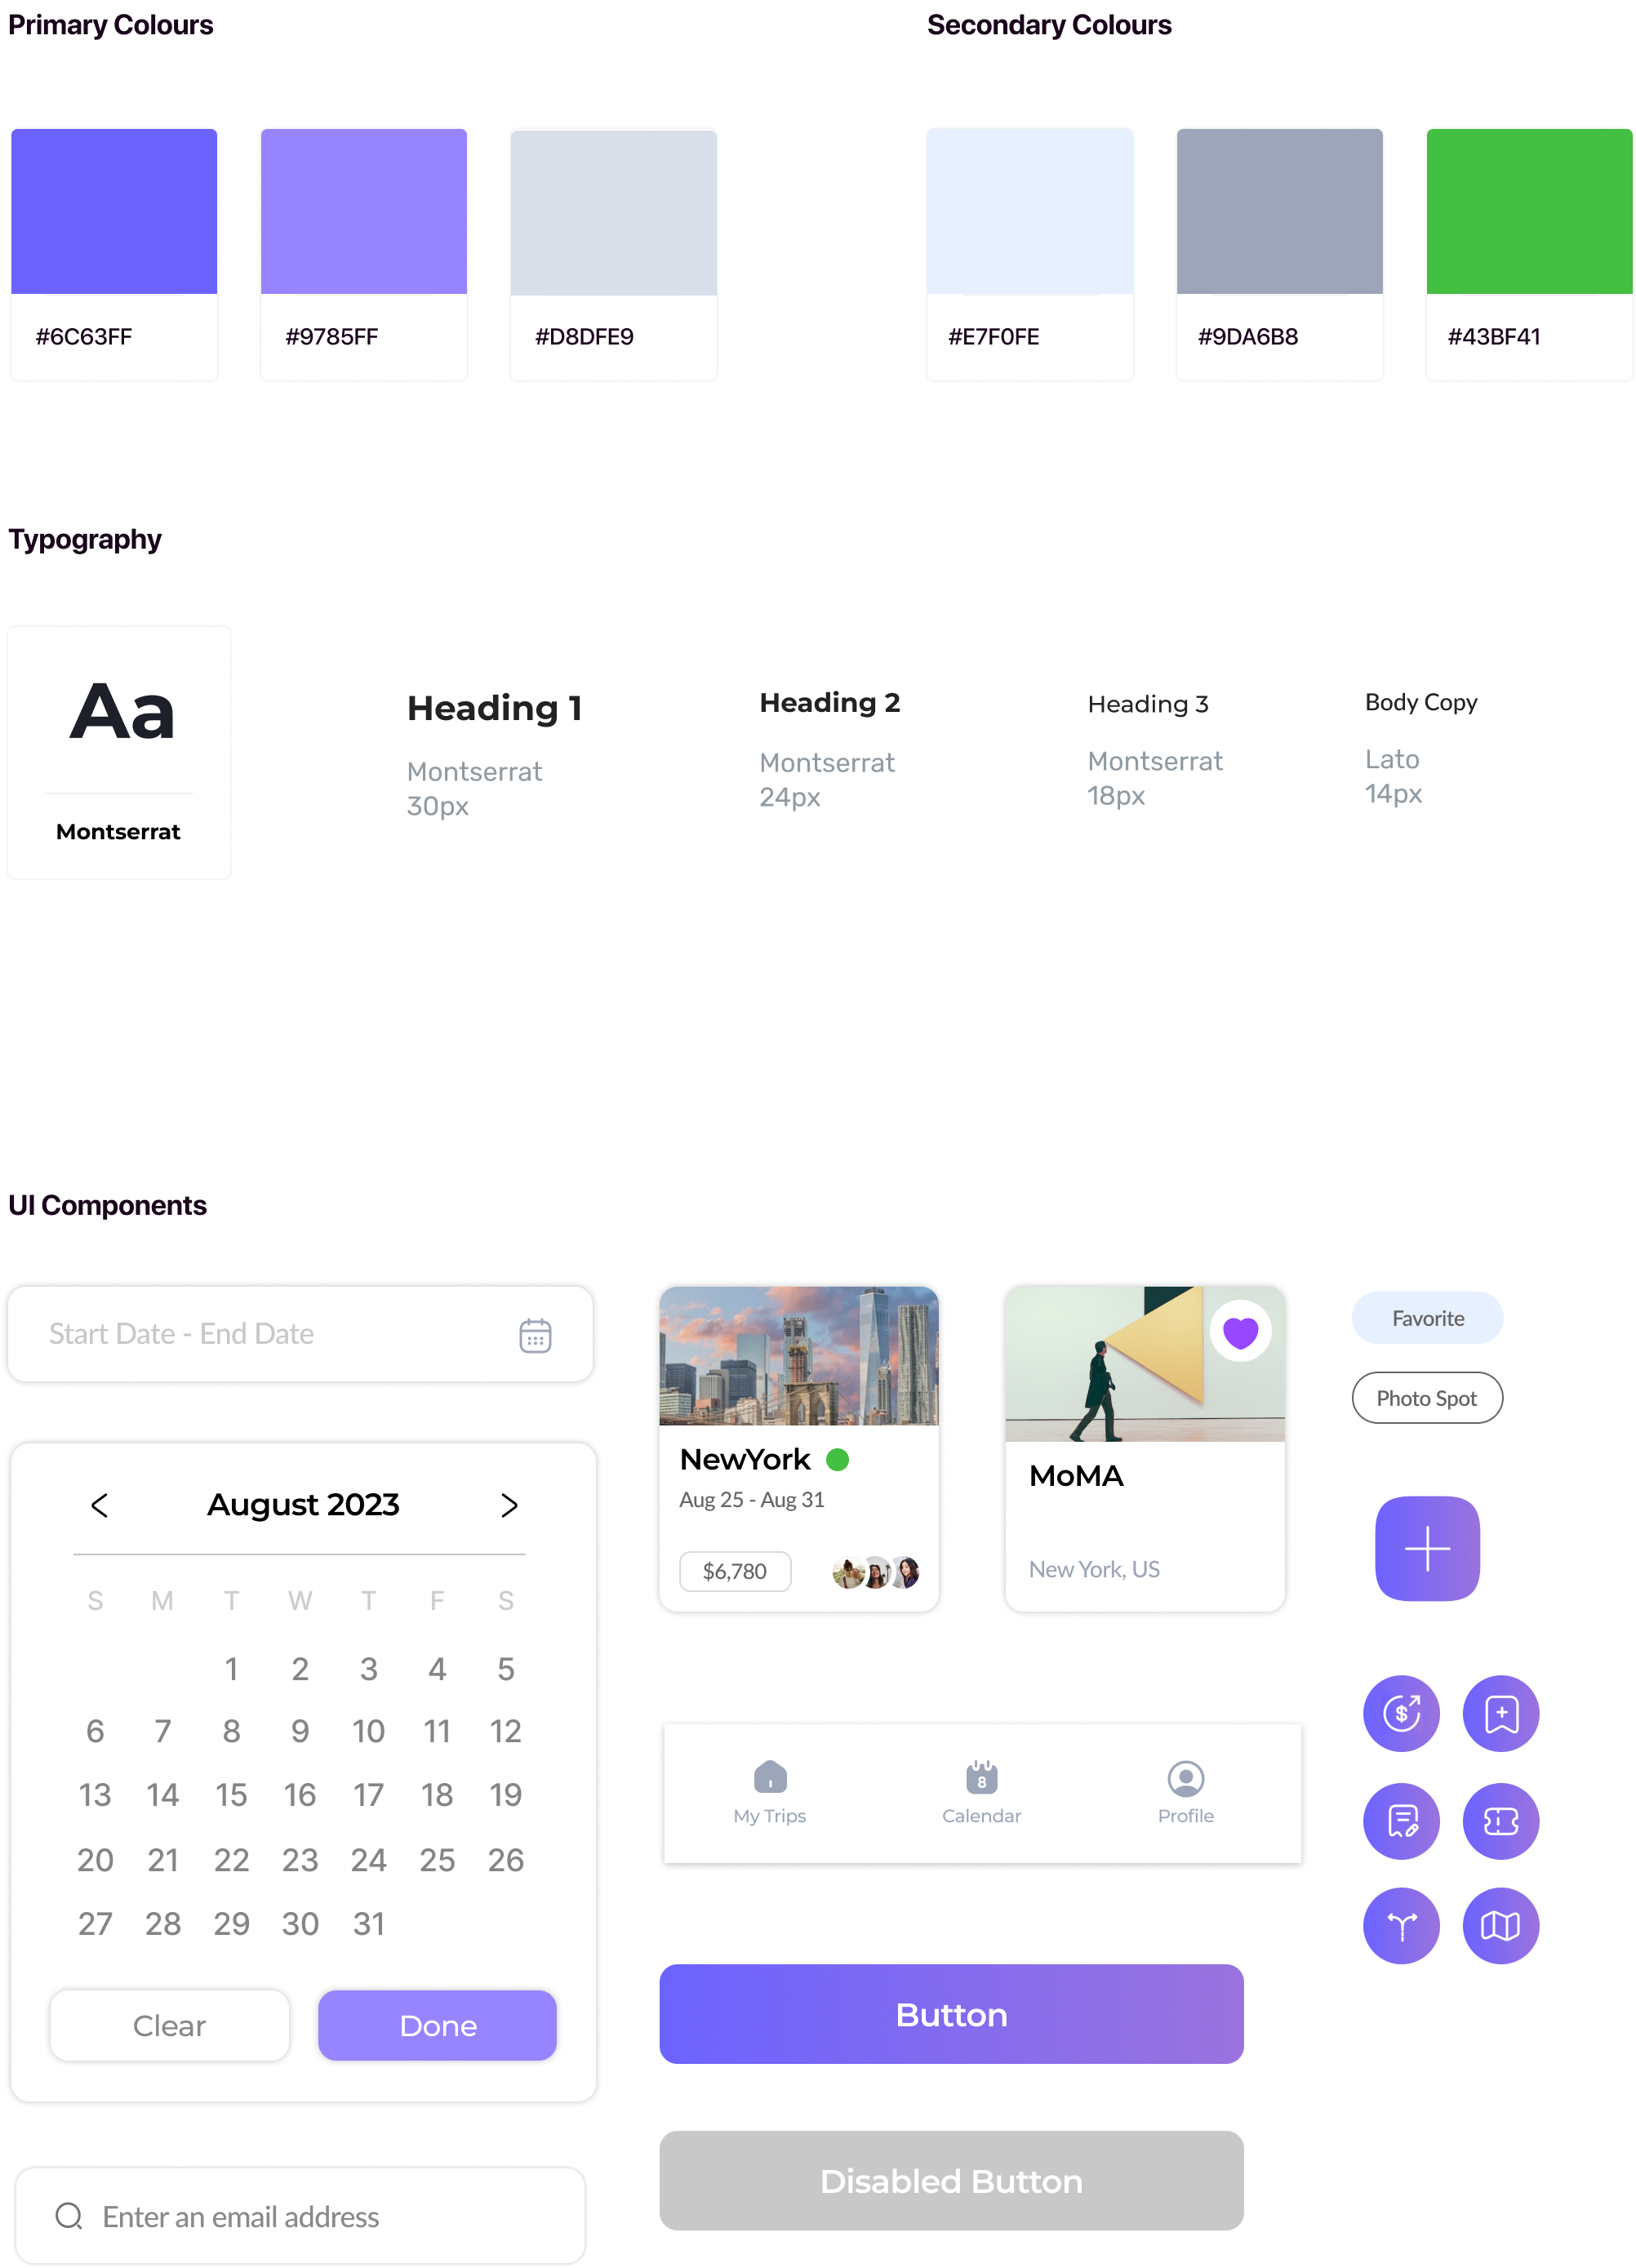 Primary Colours
Secondary Colours
#6C63FF
#9785FF
#D8DFE9
#E7F0FE
#9DA6B8
#43BF41
Typography
Aa
Montserrat
Heading 1
Montserrat
30px
Heading 2
Montserrat
24px
Heading 3
Montserrat
18px
Body Copy
Lato
14px
UI Components
Start Date - End Date
August 2023
S M T W T F S
1 2 3 4 5
6 7 8 9 10 11 12
13 14 15 16 17 18 19
20 21 22 23 24 25 26
27 28 29 30 31
Clear
Done
Enter an email address
NewYork
Aug 25 - Aug 31
$6,780
MoMA
New York, US
Favorite
Photo Spot
$
8
My Trips
Calendar
Profile
Button
Disabled Button